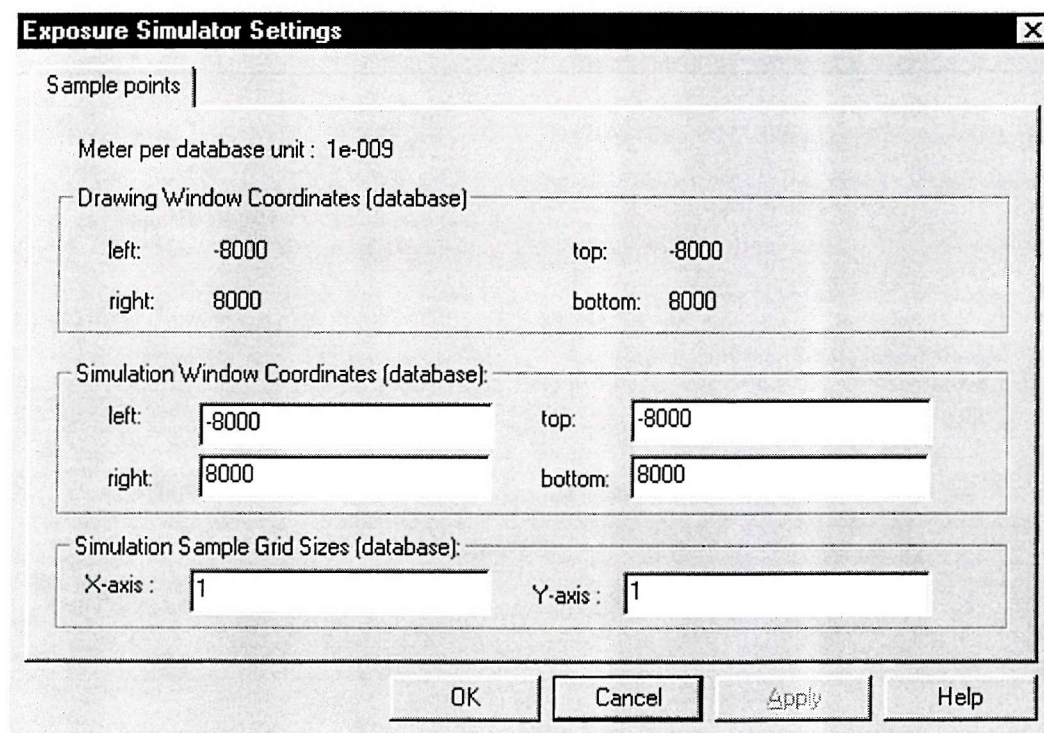 Exposure Simulator Settings
Sample points
Meter per database unit : 1e-009
Drawing Window Coordinates (database)
left: -8000 top: -8000
right: 8000 bottom: 8000
Simulation Window Coordinates (database):
left: -8000 top: -8000
right: 8000 bottom: 8000
Simulation Sample Grid Sizes (database):
X-axis : 1 Y-axis : 1
OK Cancel Apply Help